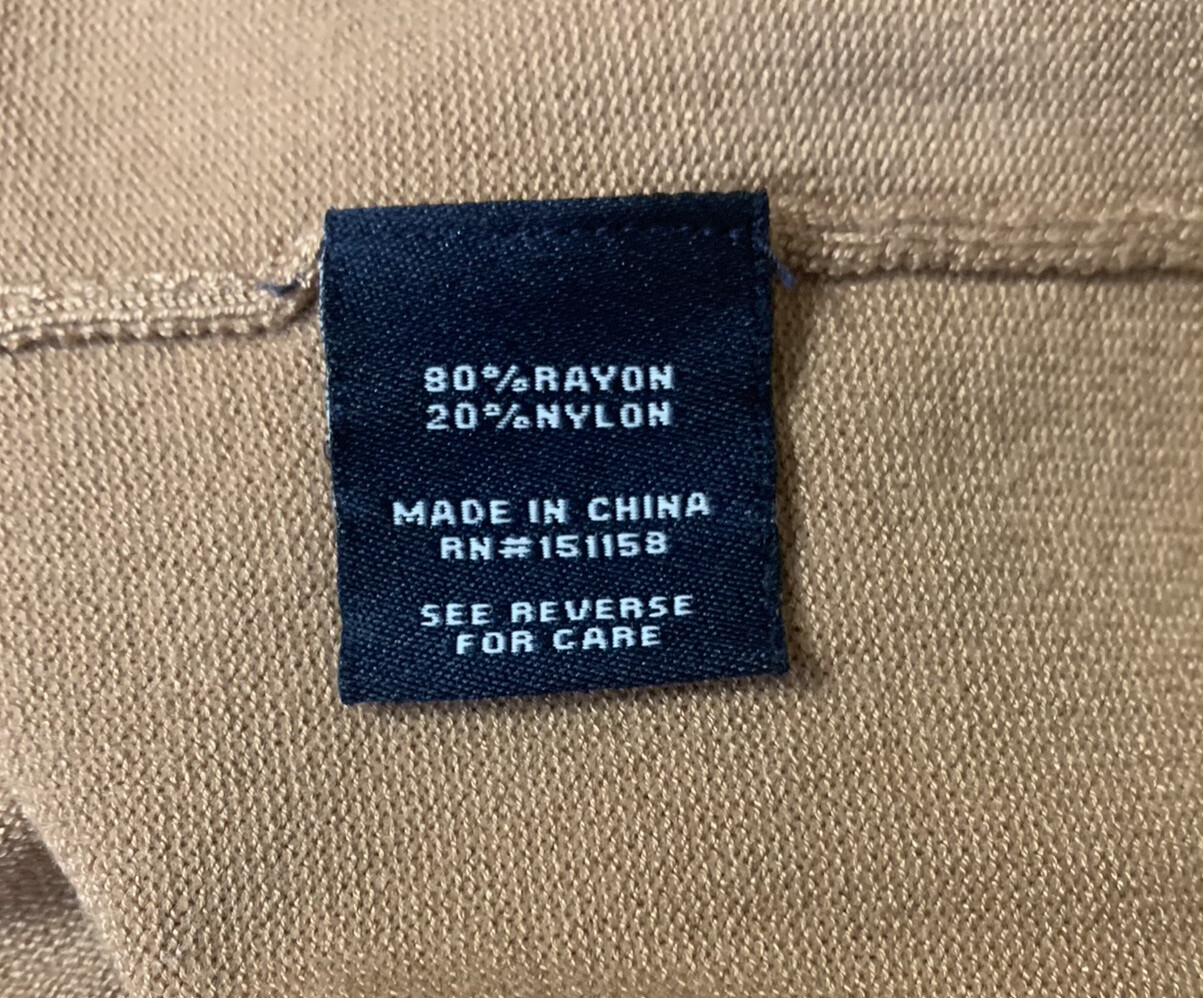 80%RAYON
20%NYLON
MADE IN CHINA
RN#151158
SEE REVERSE
FOR CARE